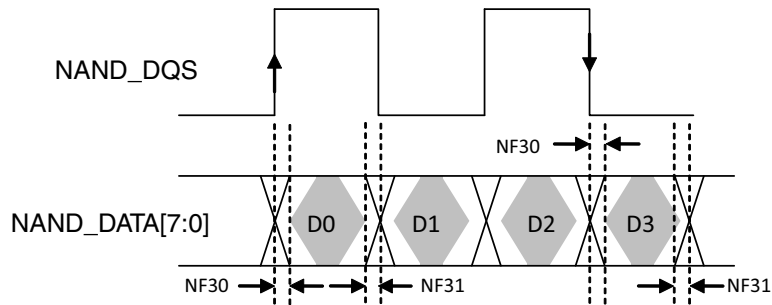 NAND_DQS
NF30
NAND_DATA[7:0]
D0
D1
D2
D3
NF30
NF31
NF31